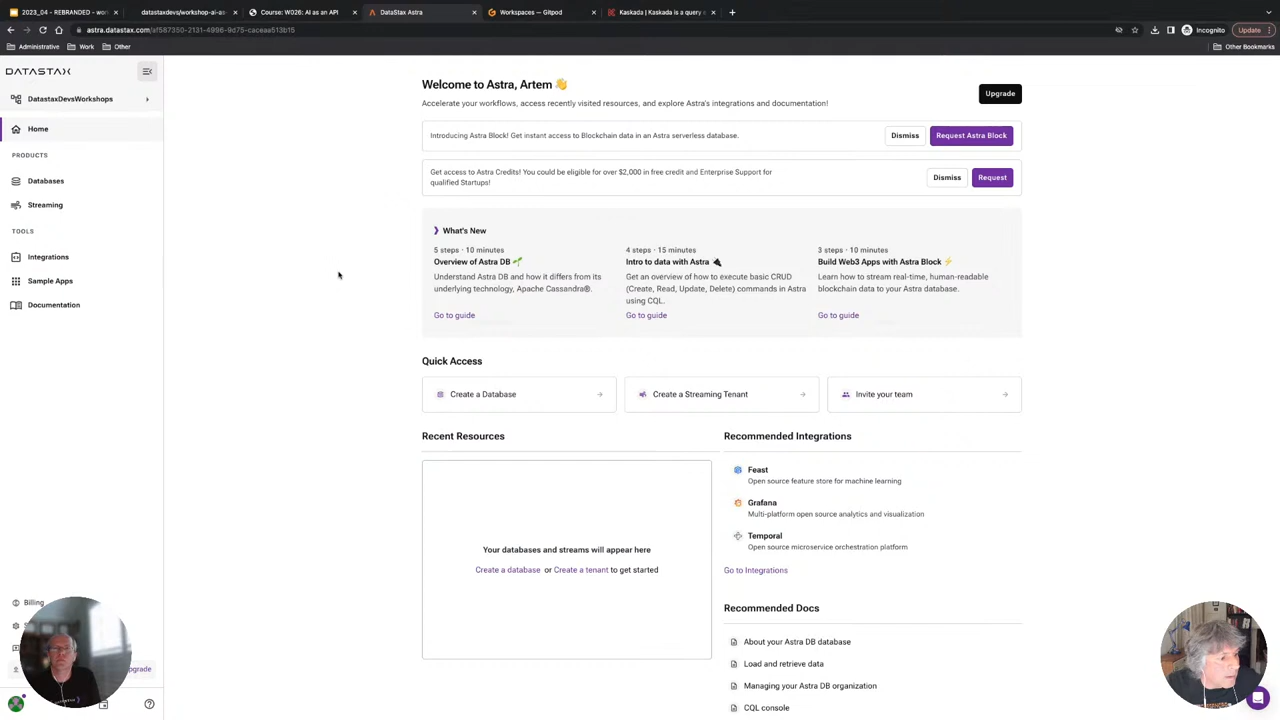 2023_04 - REBRANDED - wor
datastaxdevs/workshop-ai-as
Course: W026: AI as an API
DataStax Astra
Workspaces — Gitpod
Kaskada | Kaskada is a query e
astra.datastax.com/af587350-2131-4996-9d75-caceaa513b15
Incognito
Update
Administrative
Work
Other
Other Bookmarks
DATASTAX
DatastaxDevsWorkshops
Home
PRODUCTS
Databases
Streaming
TOOLS
Integrations
Sample Apps
Documentation
Billing
pgrade
Welcome to Astra, Artem 👋
Accelerate your workflows, access recently visited resources, and explore Astra's integrations and documentation!
Upgrade
Introducing Astra Block! Get instant access to Blockchain data in an Astra serverless database.
Dismiss
Request Astra Block
Get access to Astra Credits! You could be eligible for over $2,000 in free credit and Enterprise Support for
qualified Startups!
Dismiss
Request
What's New
5 steps · 10 minutes
Overview of Astra DB 🌱
Understand Astra DB and how it differs from its
underlying technology, Apache Cassandra®.
Go to guide
4 steps · 15 minutes
Intro to data with Astra 🔌
Get an overview of how to execute basic CRUD
(Create, Read, Update, Delete) commands in Astra
using CQL.
Go to guide
3 steps · 10 minutes
Build Web3 Apps with Astra Block ⚡
Learn how to stream real-time, human-readable
blockchain data to your Astra database.
Go to guide
Quick Access
Create a Database
Create a Streaming Tenant
Invite your team
Recent Resources
Your databases and streams will appear here
Create a database or Create a tenant to get started
Recommended Integrations
Feast
Open source feature store for machine learning
Grafana
Multi-platform open source analytics and visualization
Temporal
Open source microservice orchestration platform
Go to Integrations
Recommended Docs
About your Astra DB database
Load and retrieve data
Managing your Astra DB organization
CQL console